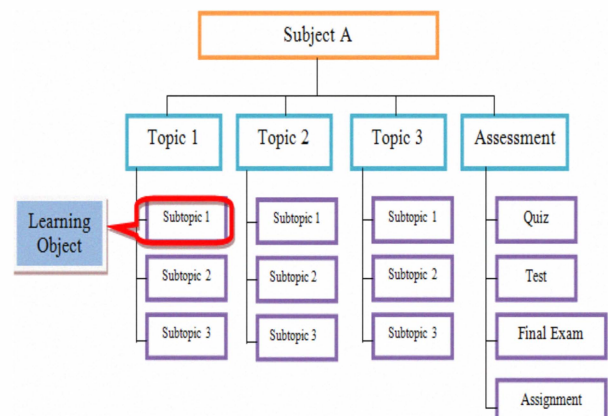 Subject A
Topic 1
Topic 2
Topic 3
Assessment
Learning
Object
Subtopic 1
Subtopic 1
Subtopic 1
Quiz
Subtopic 2
Subtopic 2
Subtopic 2
Test
Subtopic 3
Subtopic 3
Subtopic 3
Final Exam
Assignment